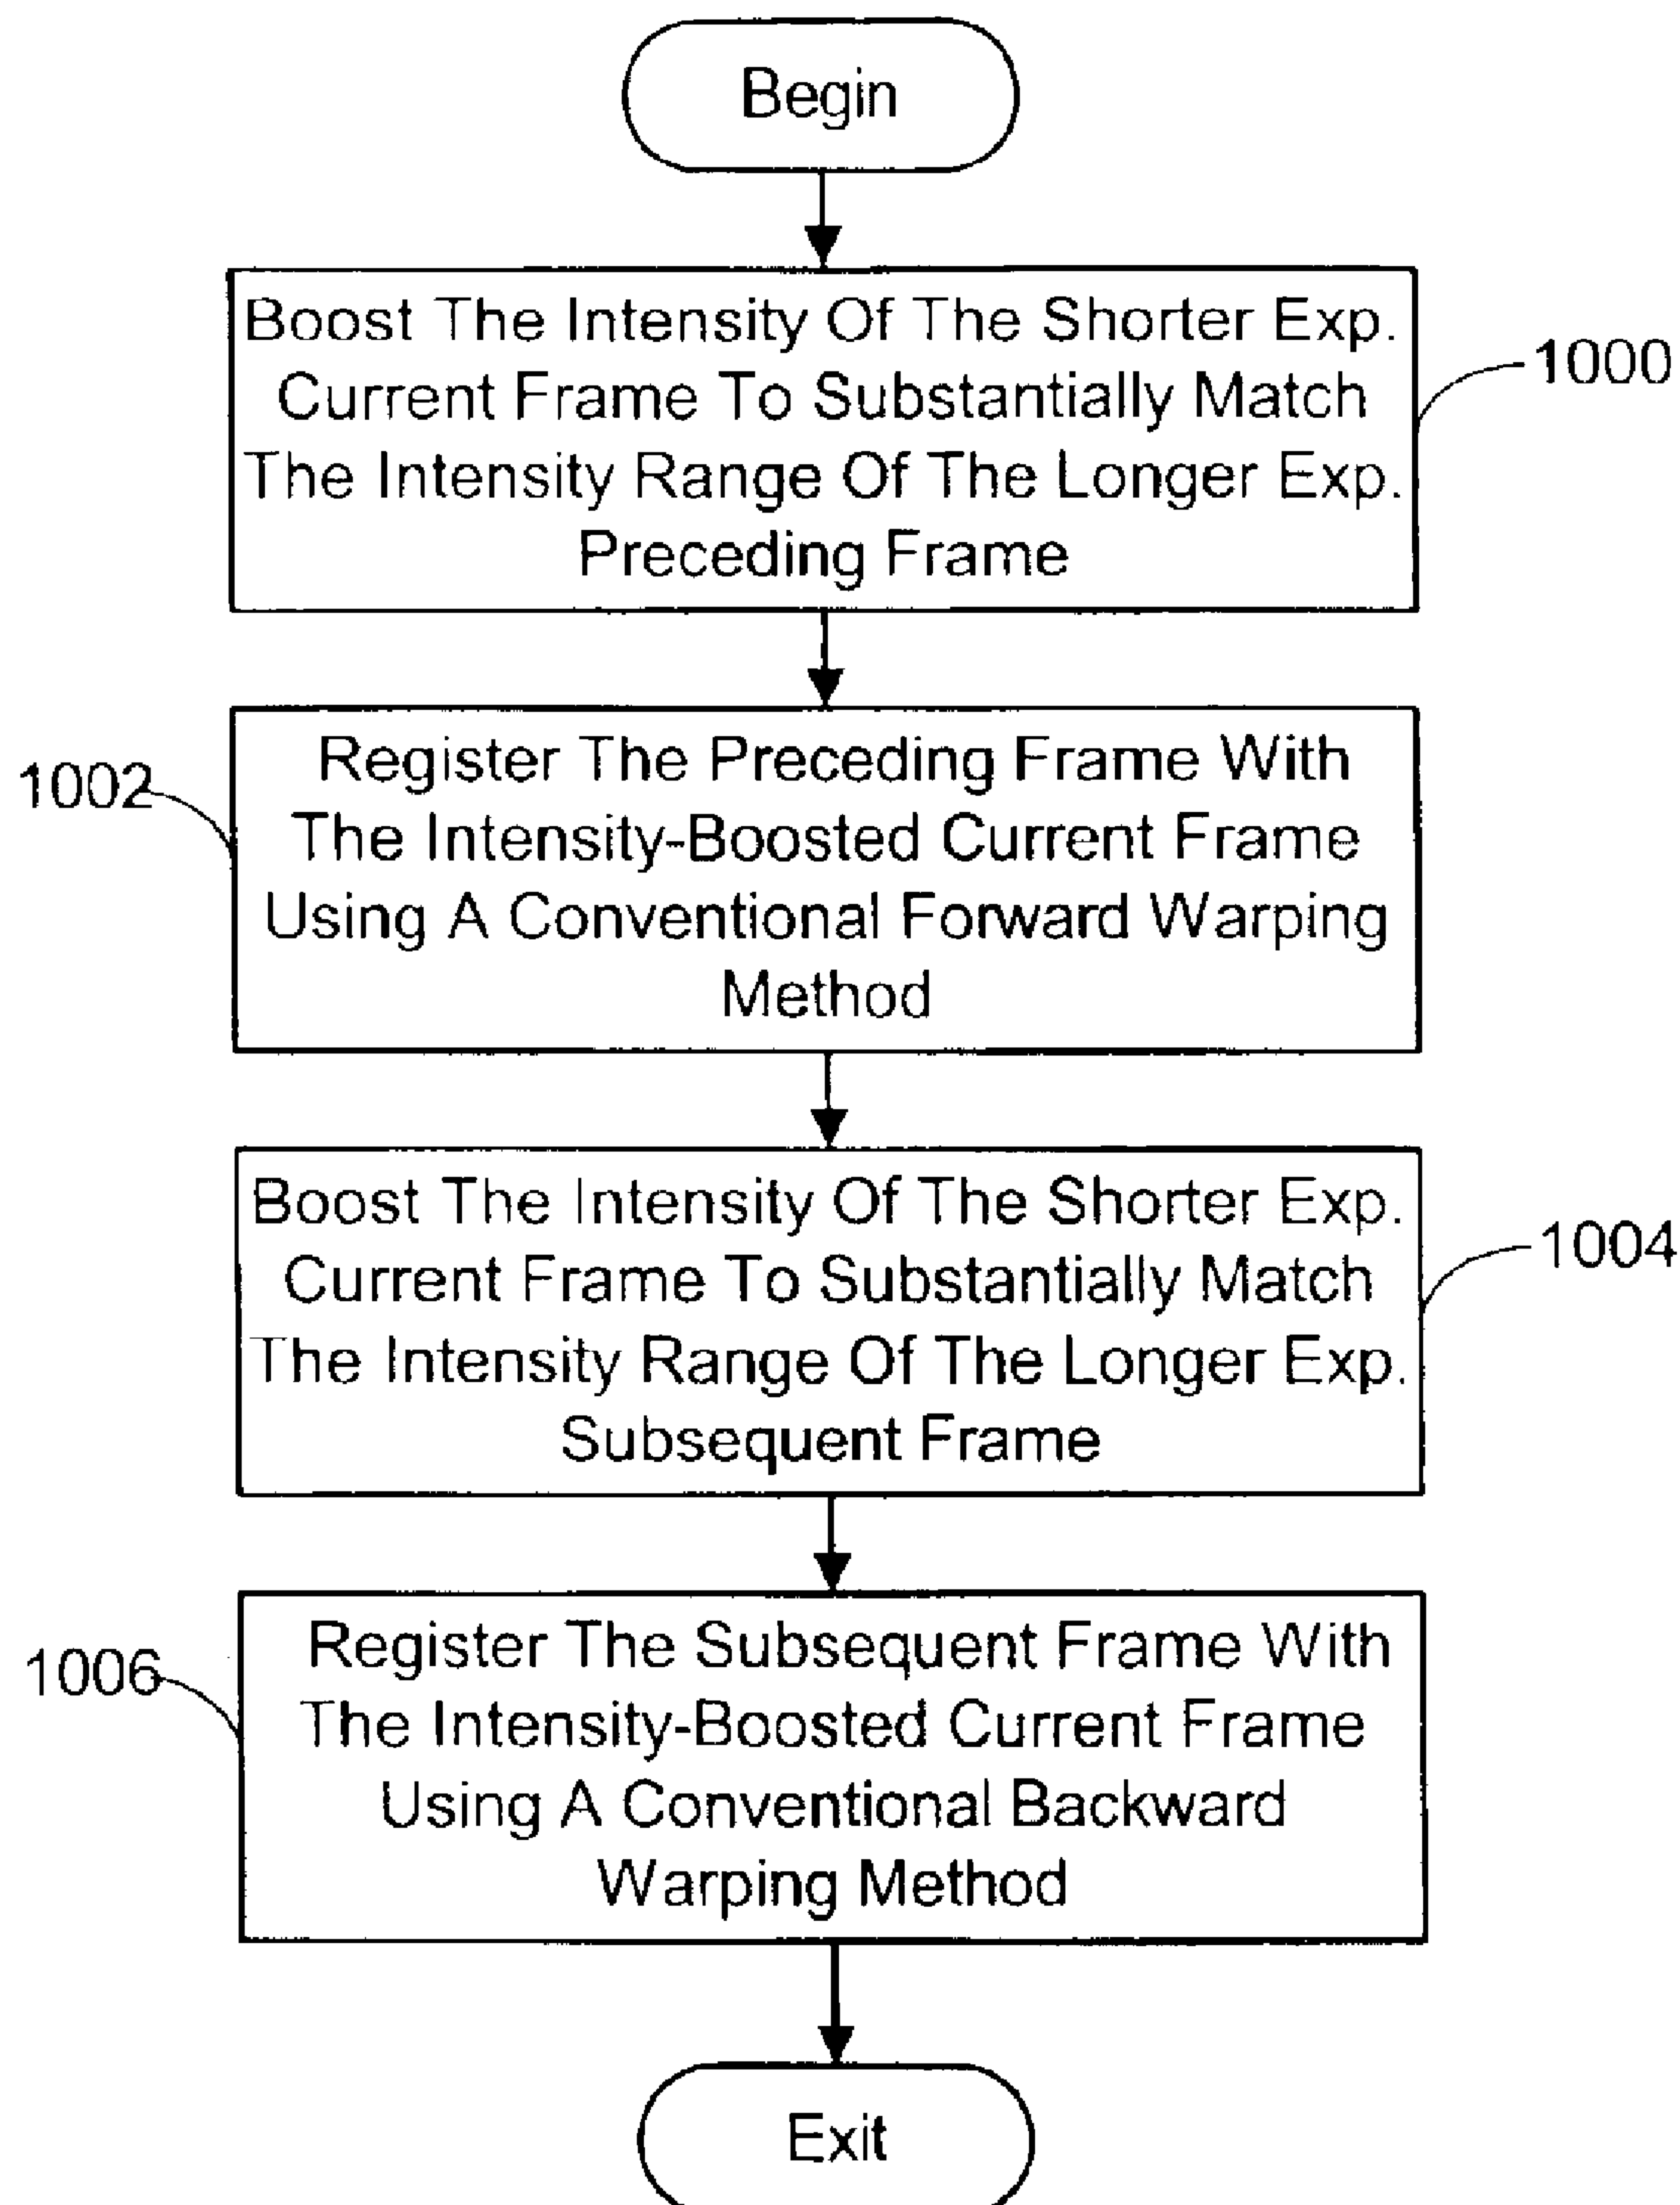 Begin
Boost The Intensity Of The Shorter Exp.
Current Frame To Substantially Match
The Intensity Range Of The Longer Exp.
Preceding Frame
1000
Register The Preceding Frame With
The Intensity-Boosted Current Frame
Using A Conventional Forward Warping
Method
1002
Boost The Intensity Of The Shorter Exp.
Current Frame To Substantially Match
The Intensity Range Of The Longer Exp.
Subsequent Frame
1004
Register The Subsequent Frame With
The Intensity-Boosted Current Frame
Using A Conventional Backward
Warping Method
1006
Exit